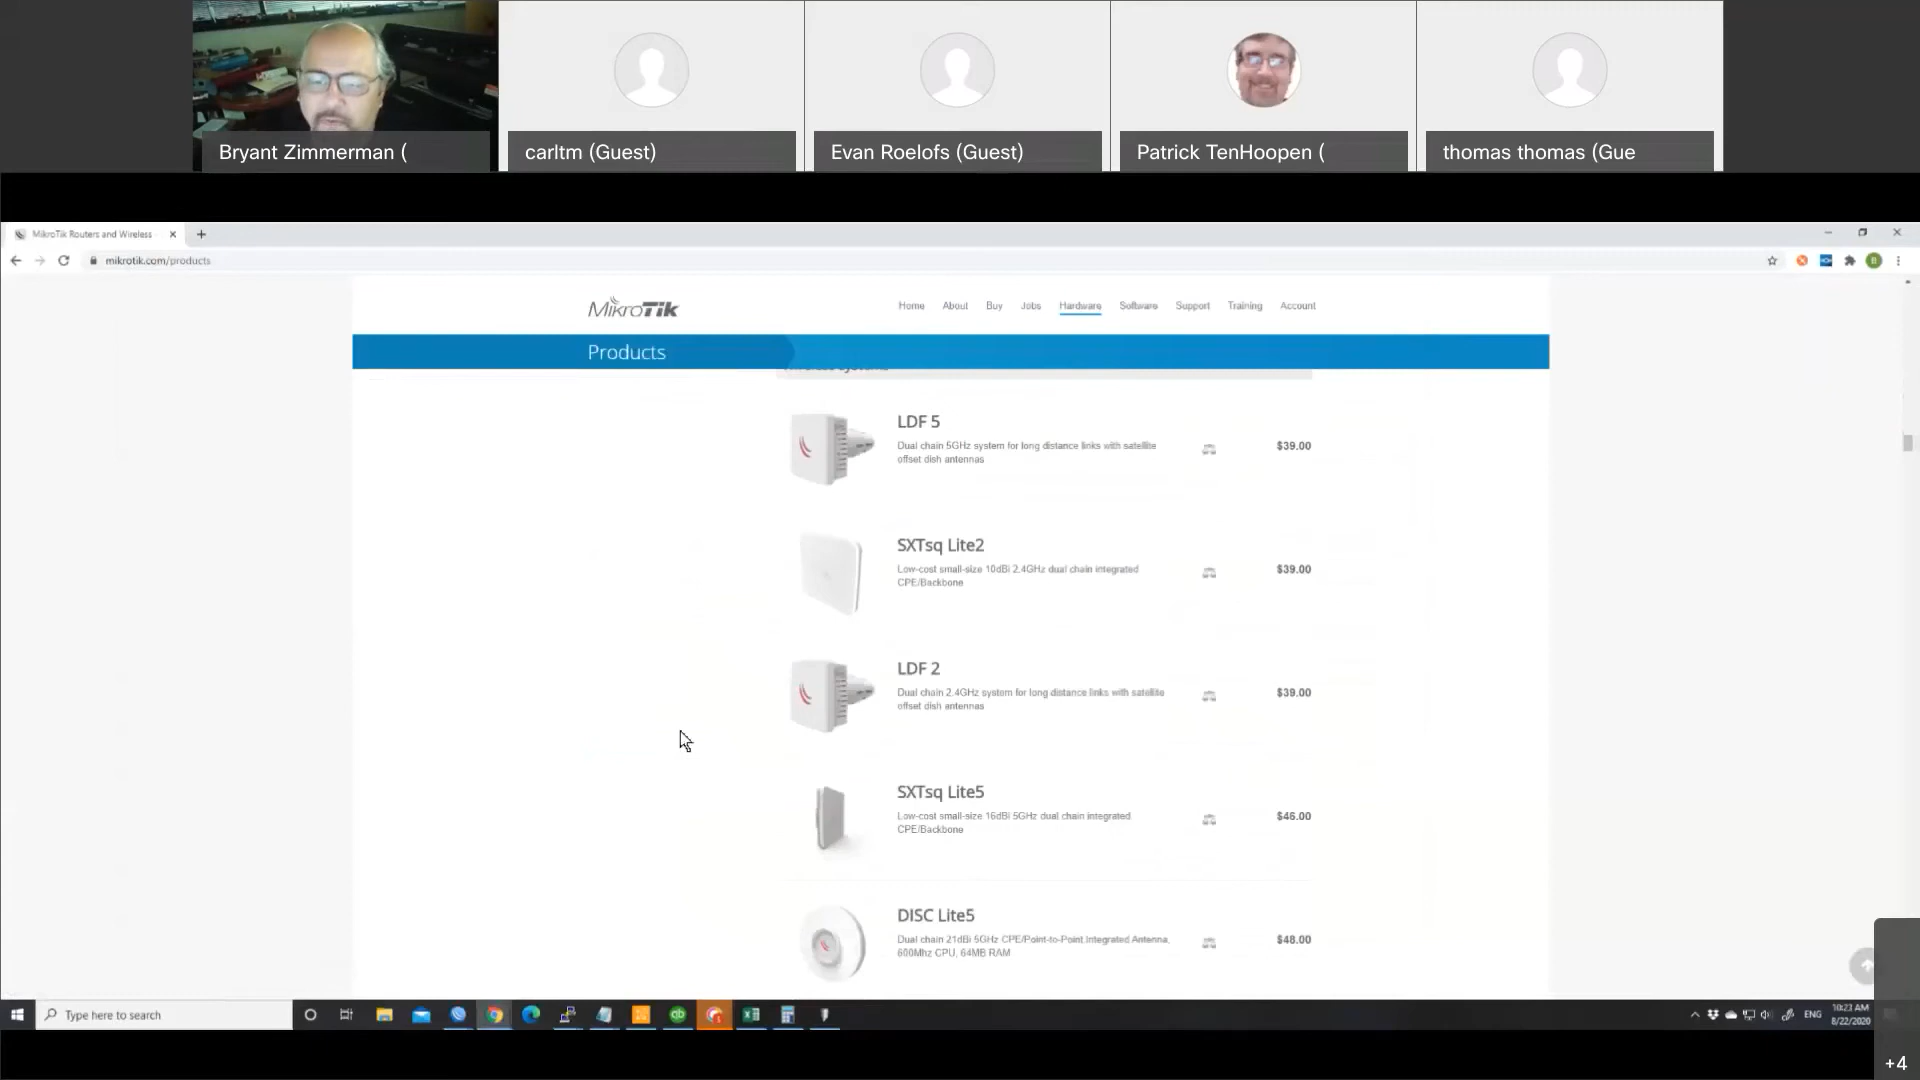 Bryant Zimmerman (
carltm (Guest)
Evan Roelofs (Guest)
Patrick TenHoopen (
thomas thomas (Gue
MikroTik Routers and Wireless
mikrotik.com/products
MikroTik
Home About Buy Jobs Hardware Software Support Training Account
Products
LDF 5
Dual chain 5GHz system for long distance links with satellite
offset dish antennas
$39.00
SXTsq Lite2
Low-cost small-size 10dBi 2.4GHz dual chain integrated
CPE/Backbone
$39.00
LDF 2
Dual chain 2.4GHz system for long distance links with satellite
offset dish antennas
$39.00
SXTsq Lite5
Low-cost small-size 16dBi 5GHz dual chain integrated
CPE/Backbone
$46.00
DISC Lite5
Dual chain 21dBi 5GHz CPE/Point-to-Point Integrated Antenna,
600Mhz CPU, 64MB RAM
$48.00
Type here to search
ENG
10:23 AM
8/22/2020
+4